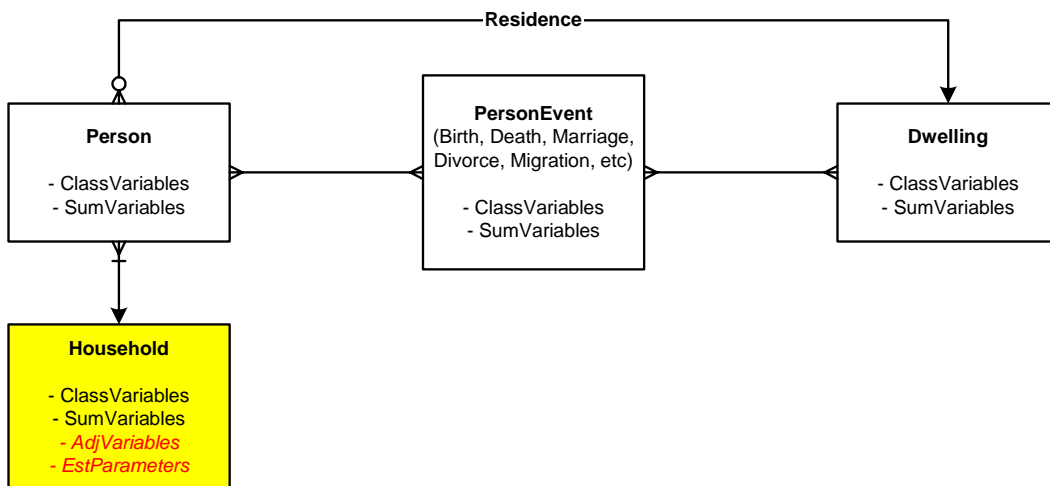 Residence
Person
- ClassVariables
- SumVariables
PersonEvent
(Birth, Death, Marriage,
Divorce, Migration, etc)
- ClassVariables
- SumVariables
Dwelling
- ClassVariables
- SumVariables
Household
- ClassVariables
- SumVariables
- AdjVariables
- EstParameters